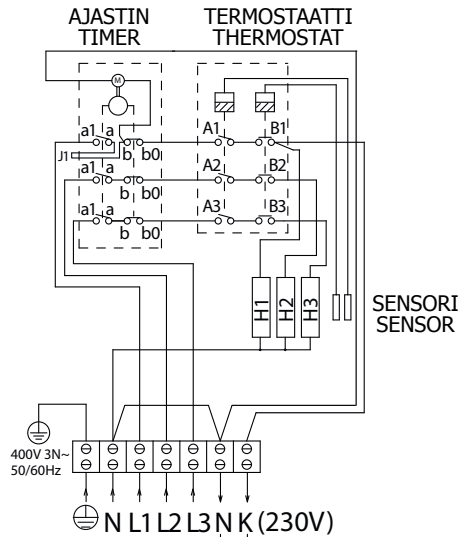 AJASTIN
TIMER
TERMOSTAATTI
THERMOSTAT
M
a1 a
b b0
A1
B1
J1
a1 a
b b0
A2
B2
a1 a
b b0
A3
B3
H1
H2
H3
SENSORI
SENSOR
400V 3N~
50/60Hz
N L1 L2 L3 N K (230V)